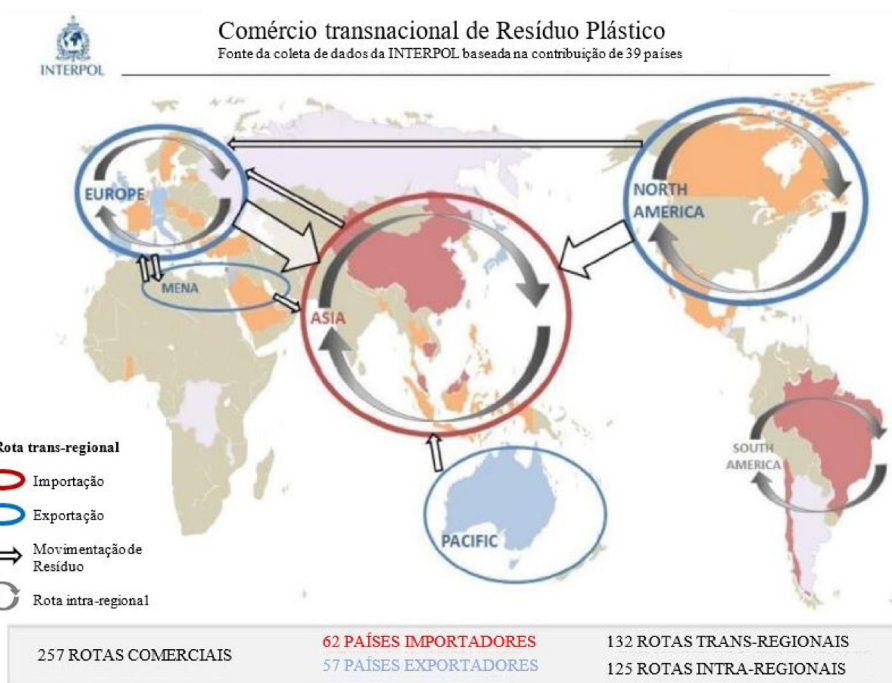 Comércio transnacional de Resíduo Plástico
Fonte da coleta de dados da INTERPOL baseada na contribuição de 39 países
INTERPOL
EUROPE
NORTH
AMERICA
MENA
ASIA
SOUTH
AMERICA
PACIFIC
Rota trans-regional
Importação
Exportação
Movimentação de
Resíduo
Rota intra-regional
257 ROTAS COMERCIAIS
62 PAÍSES IMPORTADORES
57 PAÍSES EXPORTADORES
132 ROTAS TRANS-REGIONAIS
125 ROTAS INTRA-REGIONAIS